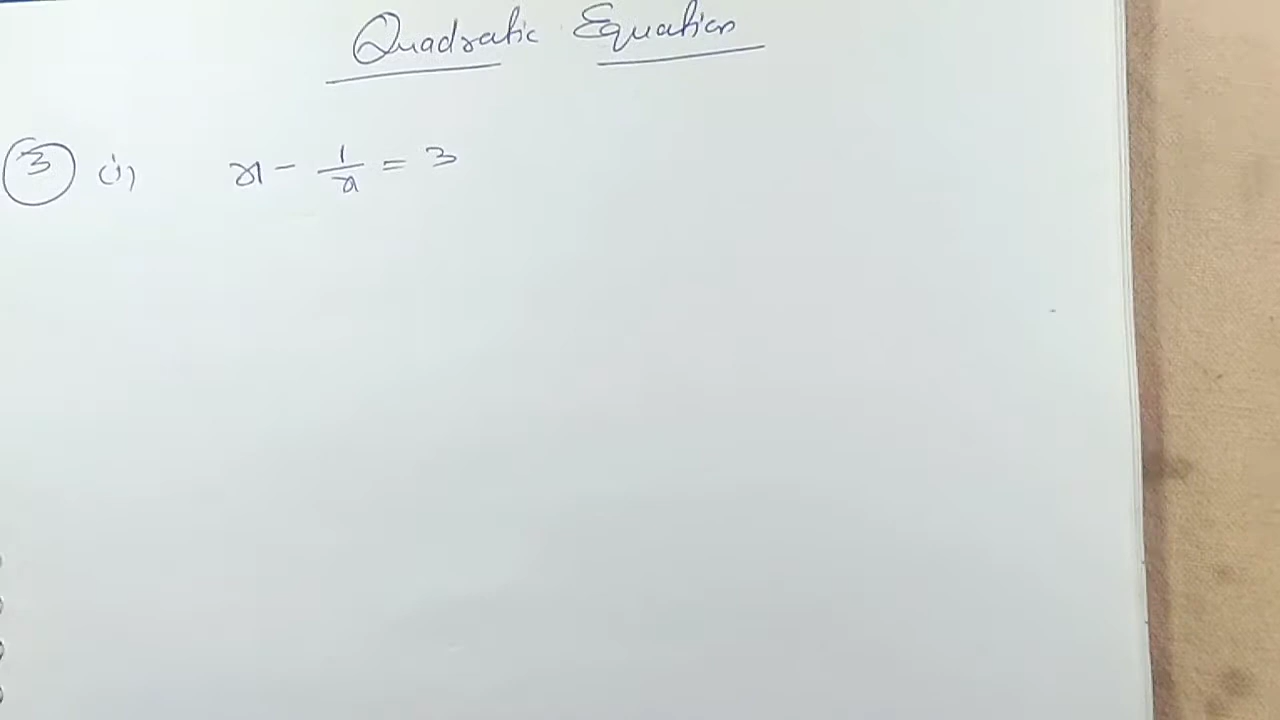 Quadratic Equation
3 (i) x - 1/x = 3